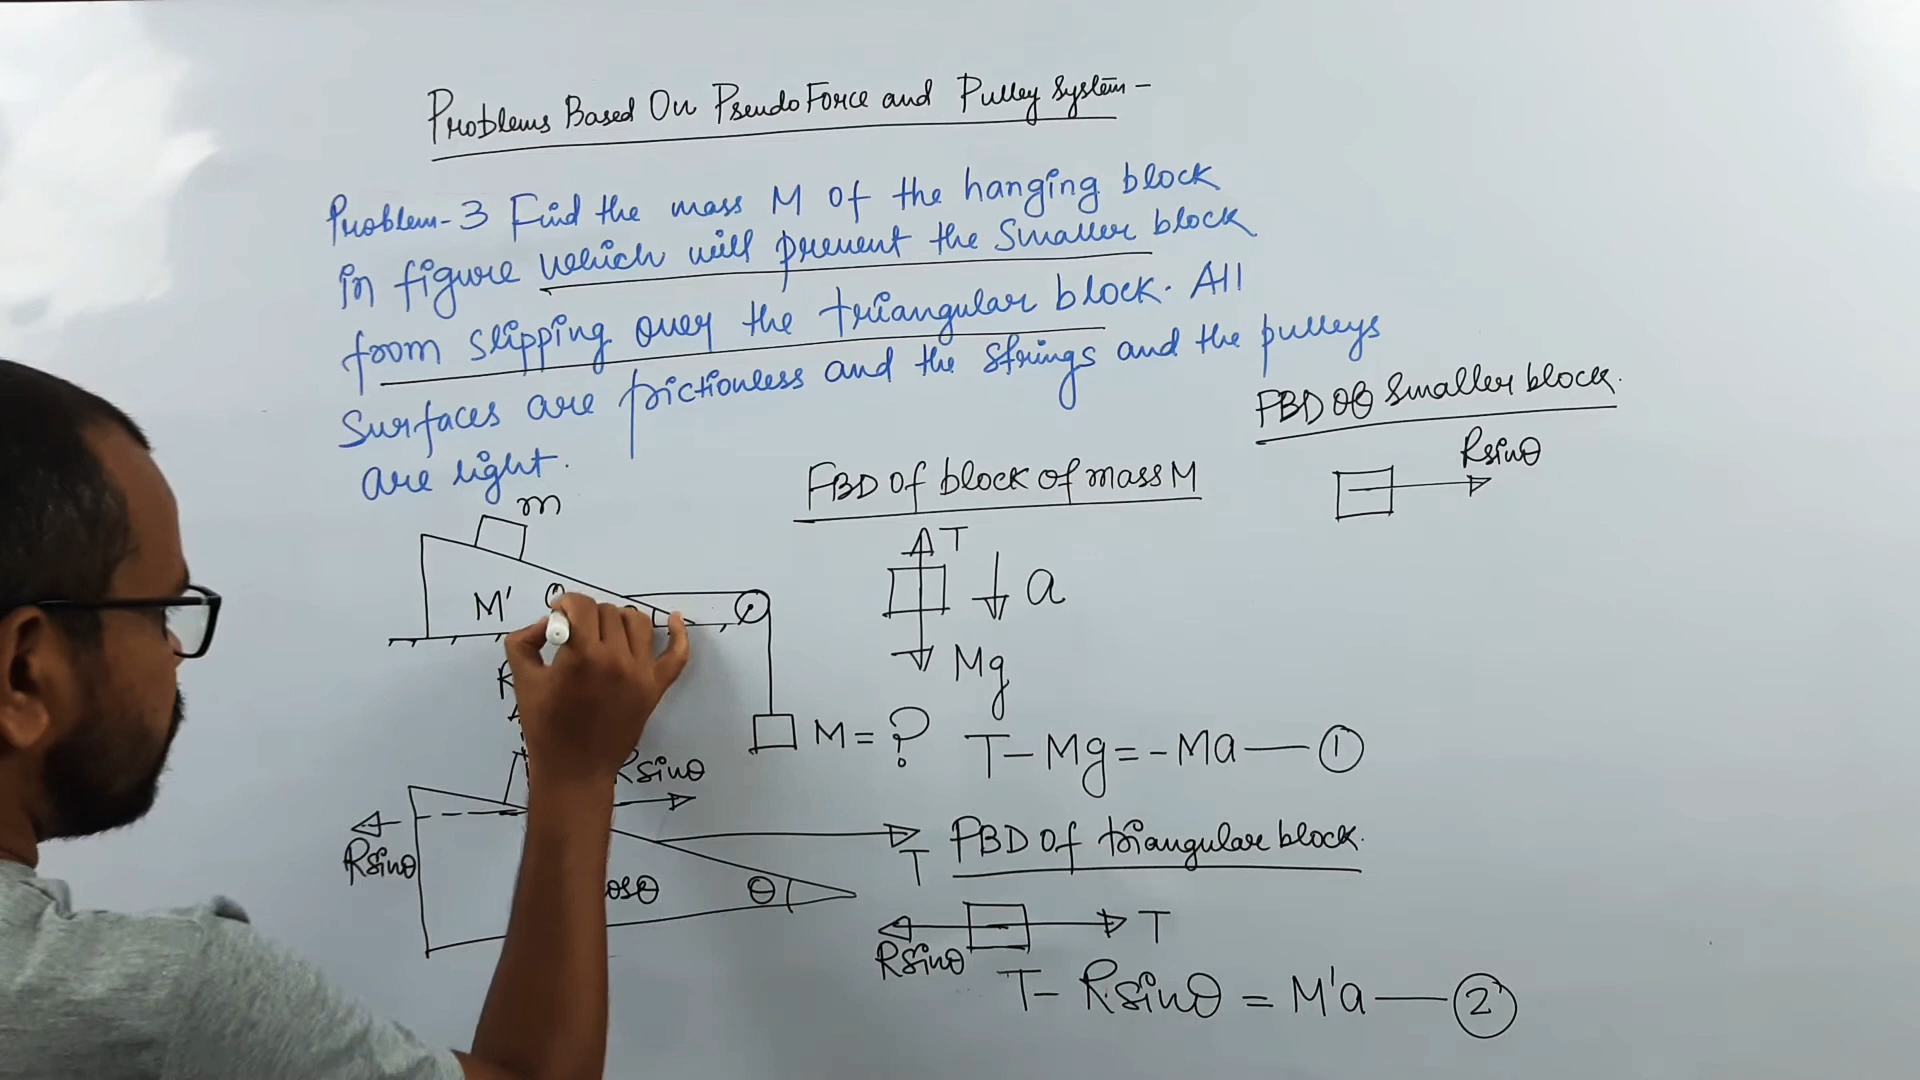 Problems Based On Pseudo Force and Pulley System -
Problem-3 Find the mass M of the hanging block
in figure which will prevent the smaller block
from slipping over the triangular block. All
surfaces are frictionless and the strings and the pulleys
are light.
FBD of smaller block.
Rsinθ
FBD of block of mass M
T
a
Mg
m
M'
M = ?
T - Mg = - Ma — 1
Rsinθ
Rsinθ
T
θ
FBD of triangular block.
Rsinθ
T
T - Rsinθ = M'a — 2